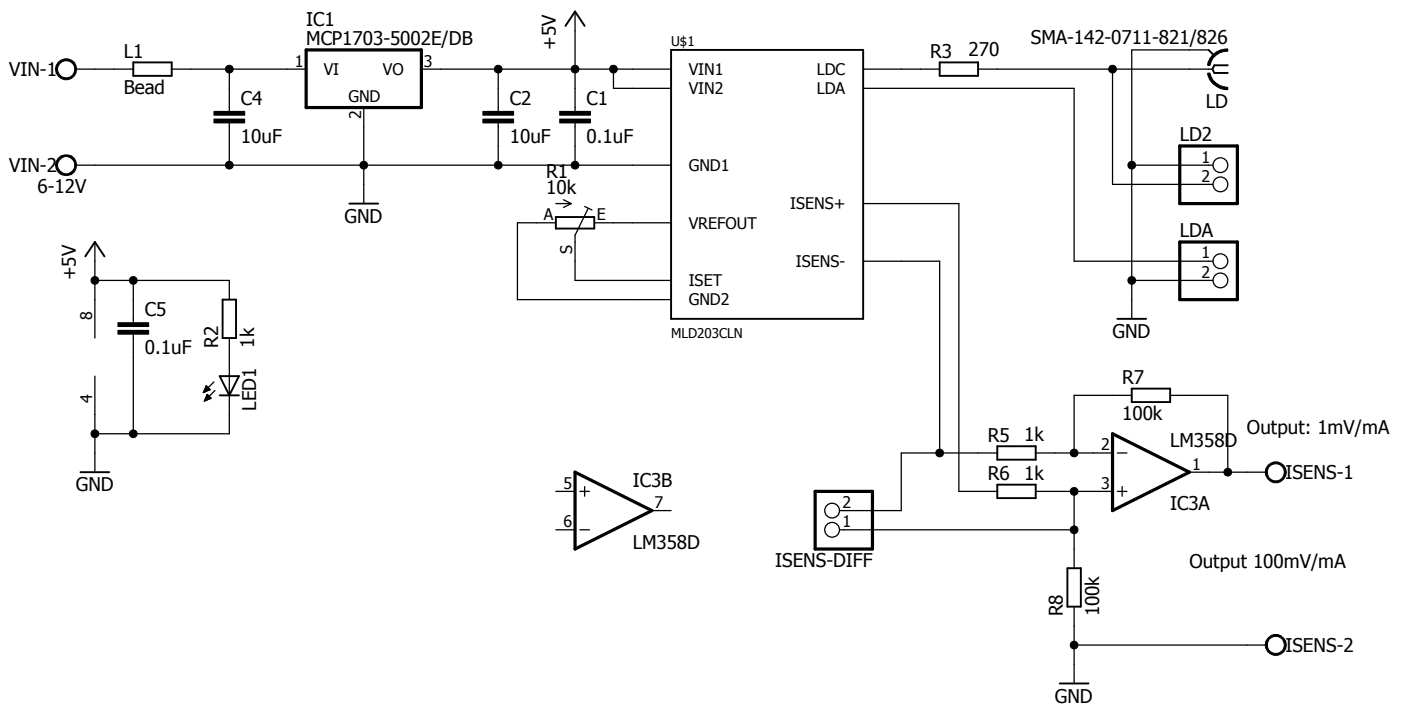 IC1
MCP1703-5002E/DB
+5V
U$1
SMA-142-0711-821/826
L1
VIN-1
Bead
1 VI VO 3
GND
2
C4
10uF
C2
10uF
C1
0.1uF
VIN1
VIN2
LDC
LDA
R3 270
LD
LD2
1
2
VIN-2
6-12V
GND
GND1
R1
10k
A E
S
VREFOUT
ISET
GND2
ISENS+
ISENS-
MLD203CLN
LDA
1
2
GND
+5V
8
4
C5
0.1uF
R2
1k
LED1
GND
R7
100k
R5 1k
R6 1k
2
3
1
LM358D
IC3A
Output: 1mV/mA
ISENS-1
5
6
7
IC3B
LM358D
2
1
ISENS-DIFF
Output 100mV/mA
R8
100k
ISENS-2
GND